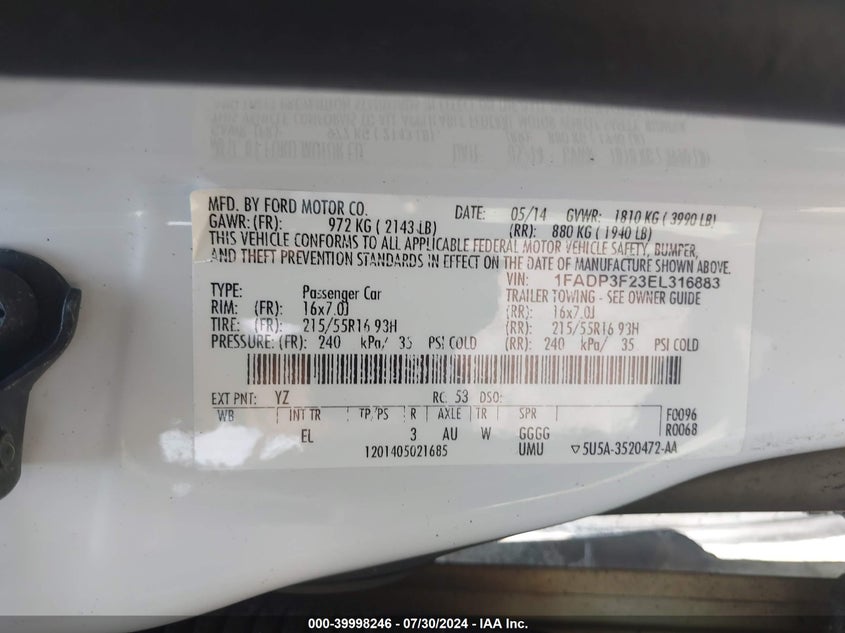 MFD. BY FORD MOTOR CO. DATE: 05/14 GVWR: 1810 KG ( 3990 LB)
GAWR: (FR): 972 KG ( 2143 LB) (RR): 880 KG ( 1940 LB)
THIS VEHICLE CONFORMS TO ALL APPLICABLE FEDERAL MOTOR VEHICLE SAFETY, BUMPER,
AND THEFT PREVENTION STANDARDS IN EFFECT ON THE DATE OF MANUFACTURE SHOWN ABOVE.
VIN: 1FADP3F23EL316883
TYPE: Passenger Car TRAILER TOWING - SEE OWNER GUIDE
RIM: (FR): 16x7.0J (RR): 16x7.0J
TIRE: (FR): 215/55R16 93H (RR): 215/55R16 93H
PRESSURE: (FR): 240 kPa/ 35 PSI COLD (RR): 240 kPa/ 35 PSI COLD
EXT PNT: YZ RC: 53 DSO:
WB INT TR TP/PS R AXLE TR SPR F0096
EL 3 AU W GGGG R0068
1201405021685 UMU ▽5U5A-3520472-AA
000-39998246 - 07/30/2024 - IAA Inc.